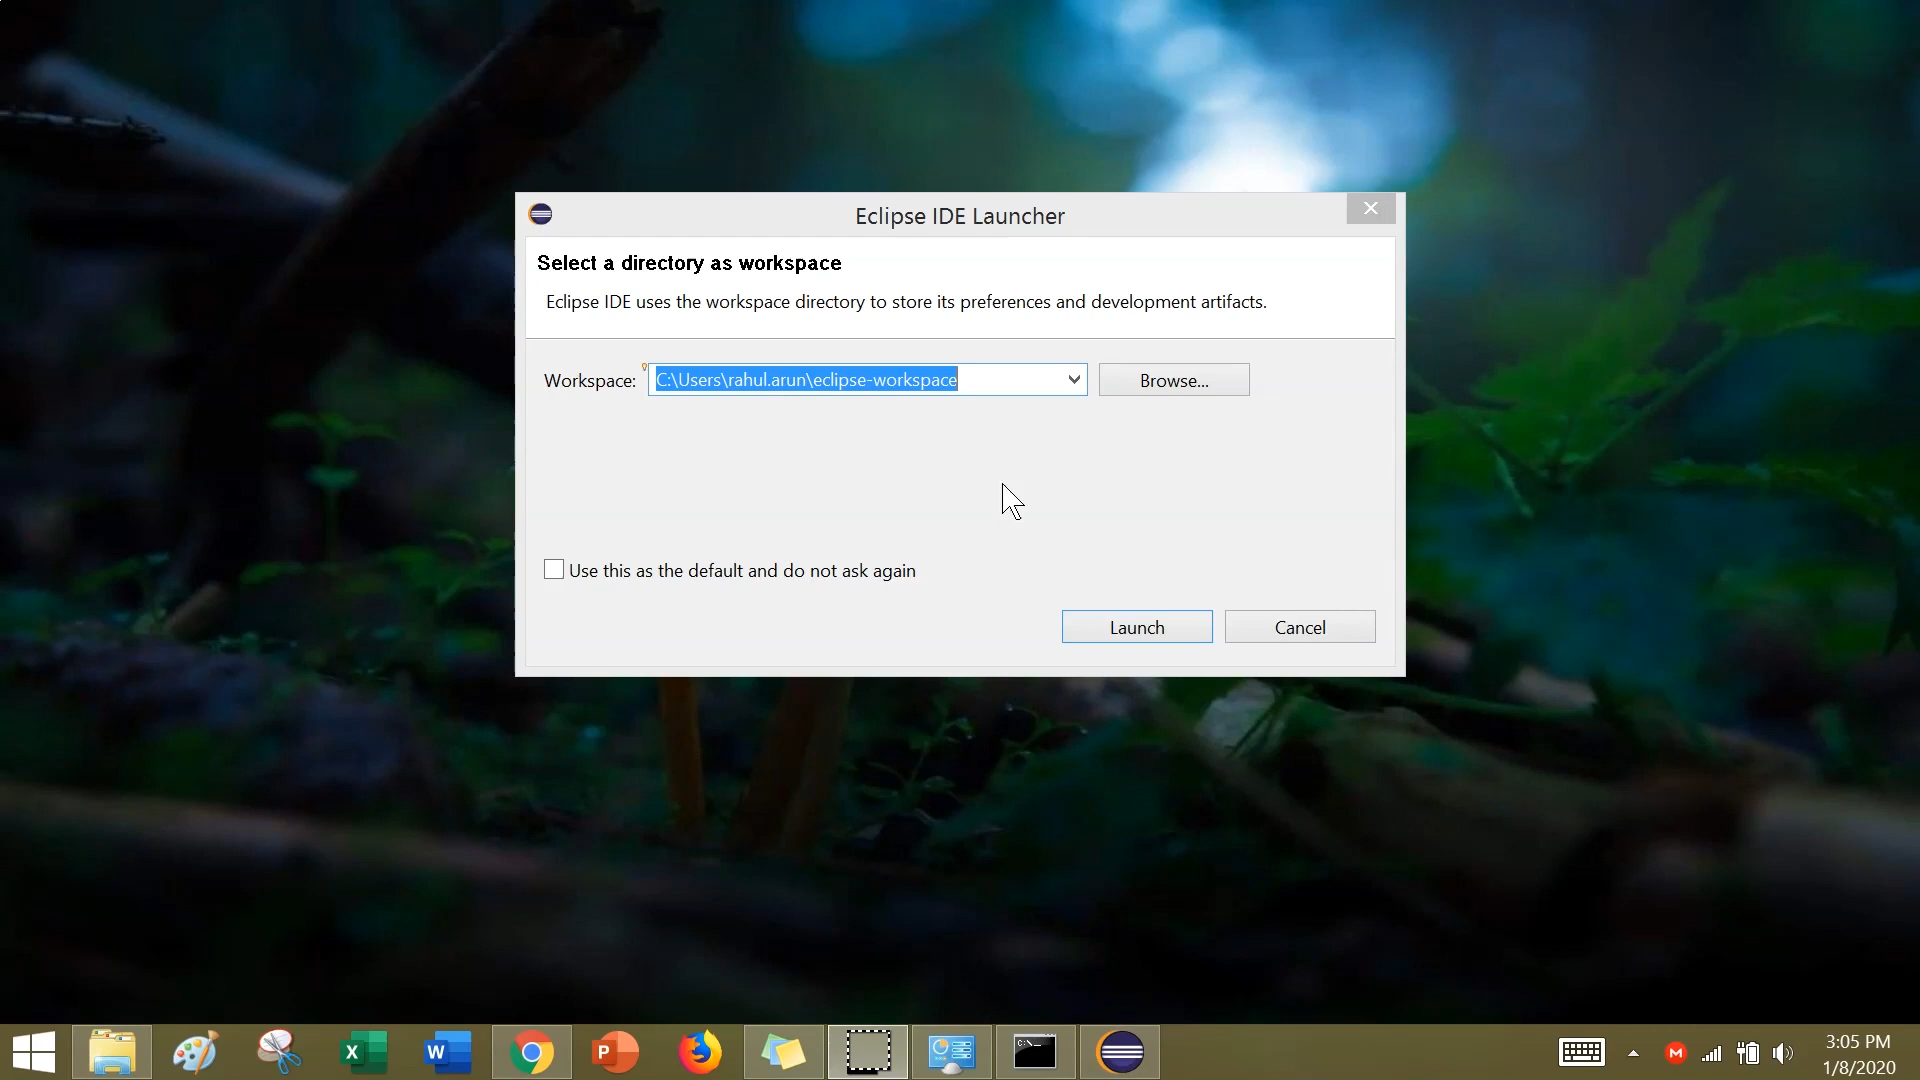 Eclipse IDE Launcher
Select a directory as workspace
Eclipse IDE uses the workspace directory to store its preferences and development artifacts.
Workspace: C:\Users\rahul.arun\eclipse-workspace Browse...
Use this as the default and do not ask again
Launch Cancel
3:05 PM
1/8/2020